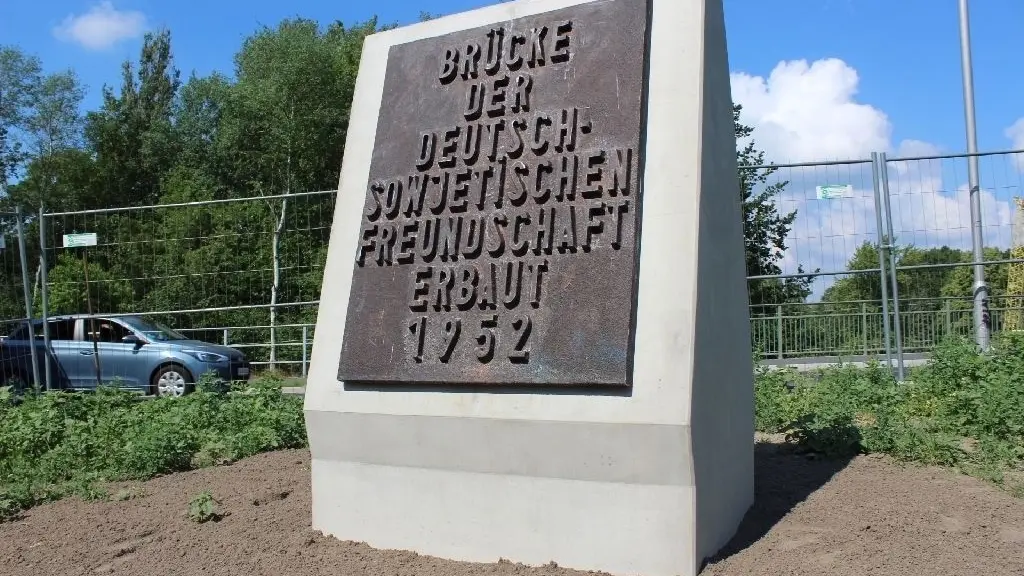 BRÜCKE
DER
DEUTSCH-
SOWJETISCHEN
FREUNDSCHAFT
ERBAUT
1952